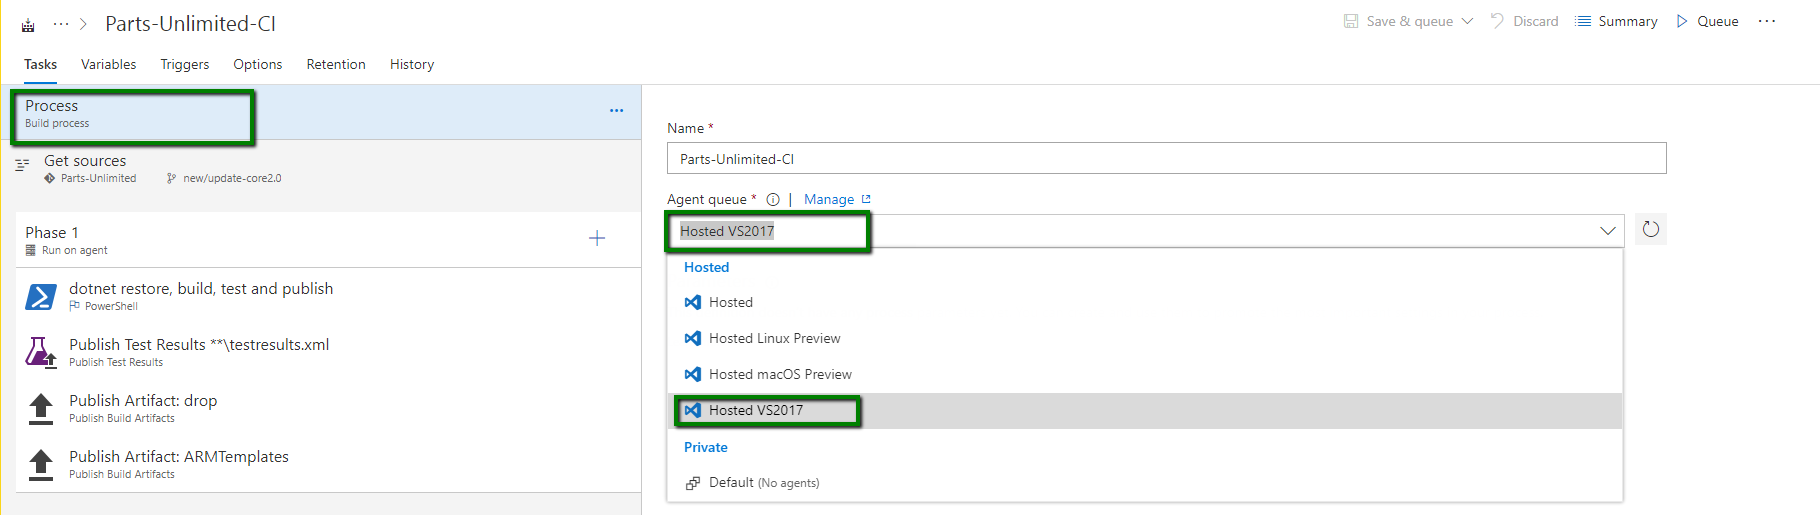 Parts-Unlimited-CI
Save & queue
Discard
Summary
Queue
Tasks
Variables
Triggers
Options
Retention
History
Process
Build process
Get sources
Parts-Unlimited
new/update-core2.0
Phase 1
Run on agent
dotnet restore, build, test and publish
PowerShell
Publish Test Results **\testresults.xml
Publish Test Results
Publish Artifact: drop
Publish Build Artifacts
Publish Artifact: ARMTemplates
Publish Build Artifacts
Name *
Parts-Unlimited-CI
Agent queue * | Manage
Hosted VS2017
Hosted
Hosted
Hosted Linux Preview
Hosted macOS Preview
Hosted VS2017
Private
Default (No agents)